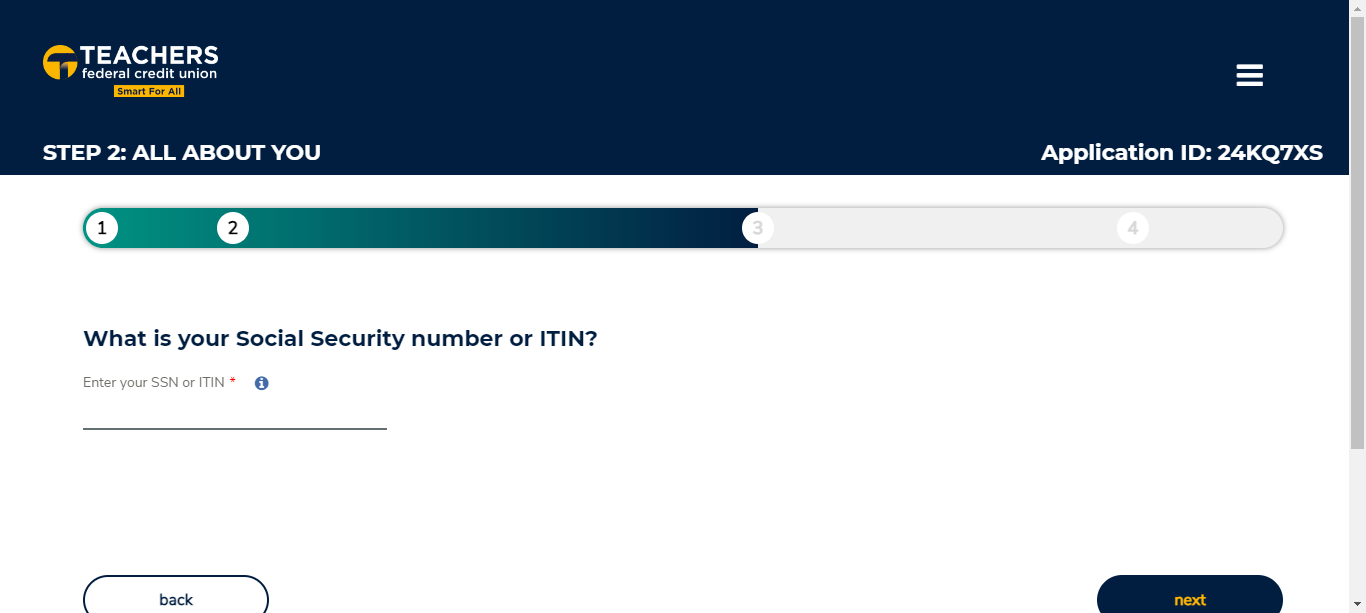 TEACHERS
federal credit union
Smart For All
STEP 2: ALL ABOUT YOU
Application ID: 24KQ7XS
1
2
3
4
What is your Social Security number or ITIN?
Enter your SSN or ITIN *
back
next